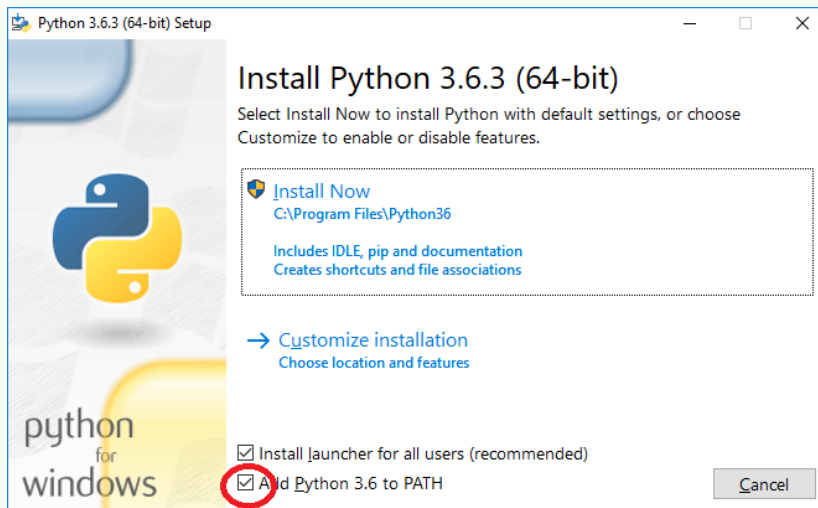 Python 3.6.3 (64-bit) Setup
Install Python 3.6.3 (64-bit)
Select Install Now to install Python with default settings, or choose
Customize to enable or disable features.
Install Now
C:\Program Files\Python36
Includes IDLE, pip and documentation
Creates shortcuts and file associations
Customize installation
Choose location and features
python
for
windows
Install launcher for all users (recommended)
Add Python 3.6 to PATH
Cancel